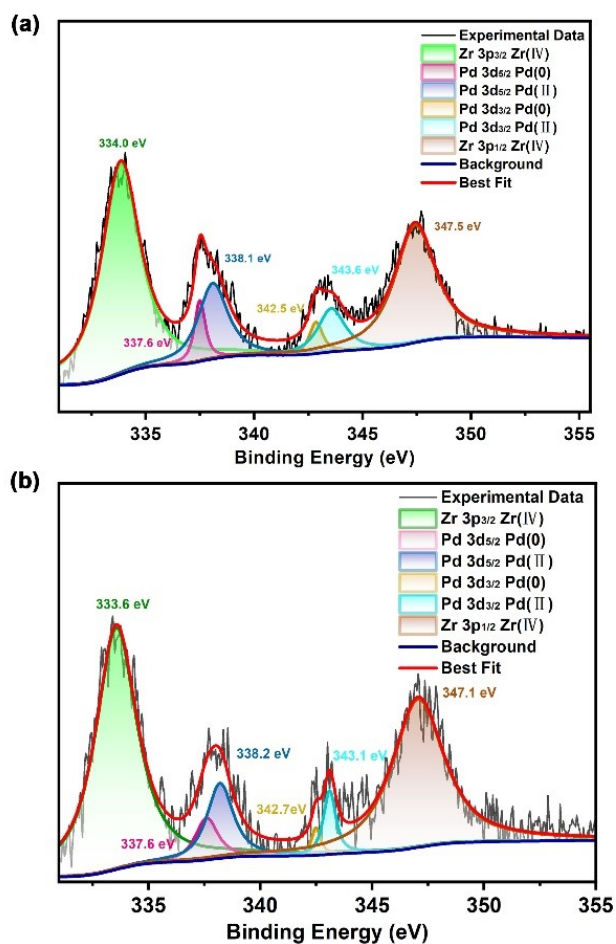 (a)
Experimental Data
Zr 3p3/2 Zr(IV)
Pd 3d5/2 Pd(0)
Pd 3d5/2 Pd(II)
Pd 3d3/2 Pd(0)
Pd 3d3/2 Pd(II)
Zr 3p1/2 Zr(IV)
Background
Best Fit
334.0 eV
337.6 eV
338.1 eV
342.5 eV
343.6 eV
347.5 eV
335 340 345 350 355
Binding Energy (eV)
(b)
Experimental Data
Zr 3p3/2 Zr(IV)
Pd 3d5/2 Pd(0)
Pd 3d5/2 Pd(II)
Pd 3d3/2 Pd(0)
Pd 3d3/2 Pd(II)
Zr 3p1/2 Zr(IV)
Background
Best Fit
333.6 eV
337.6 eV
338.2 eV
342.7eV
343.1 eV
347.1 eV
335 340 345 350 355
Binding Energy (eV)